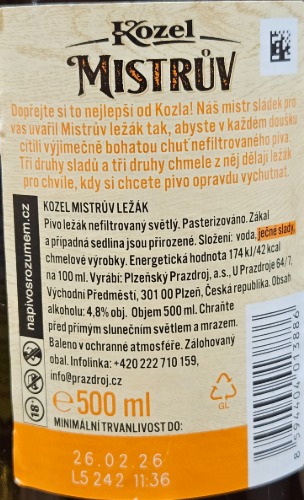 Kozel
MISTRŮV
Dopřejte si to nejlepší od Kozla! Náš mistr sládek pro
vás uvařil Mistrův ležák tak, abyste v každém doušku
cítili výjimečně bohatou chuť nefiltrovaného piva
Tři druhy sladů a tři druhy chmele z něj dělají ležák
pro chvíle, kdy si chcete pivo opravdu vychutnat.
KOZEL MISTRŮV LEŽÁK
Pivo ležák nefiltrovaný světlý. Pasterizováno. Zákal
a případná sedlina jsou přirozené. Složení: voda, ječné slady,
chmelové výrobky. Energetická hodnota 174 kJ/42 kcal
na 100 ml. Vyrábí: Plzeňský Prazdroj, a.s., U Prazdroje 64/7,
Východní Předměstí, 301 00 Plzeň, Česká republika. Obsah
alkoholu: 4,8% obj. Objem 500 ml. Chraňte
před přímým slunečním světlem a mrazem.
Baleno v ochranné atmosféře. Zálohovaný
obal. Infolinka: +420 222 710 159,
info@prazdroj.cz
napivosrozumem.cz
18+
℮ 500 ml
GL
MINIMÁLNÍ TRVANLIVOST DO:
26.02.26
L5 242 11:36